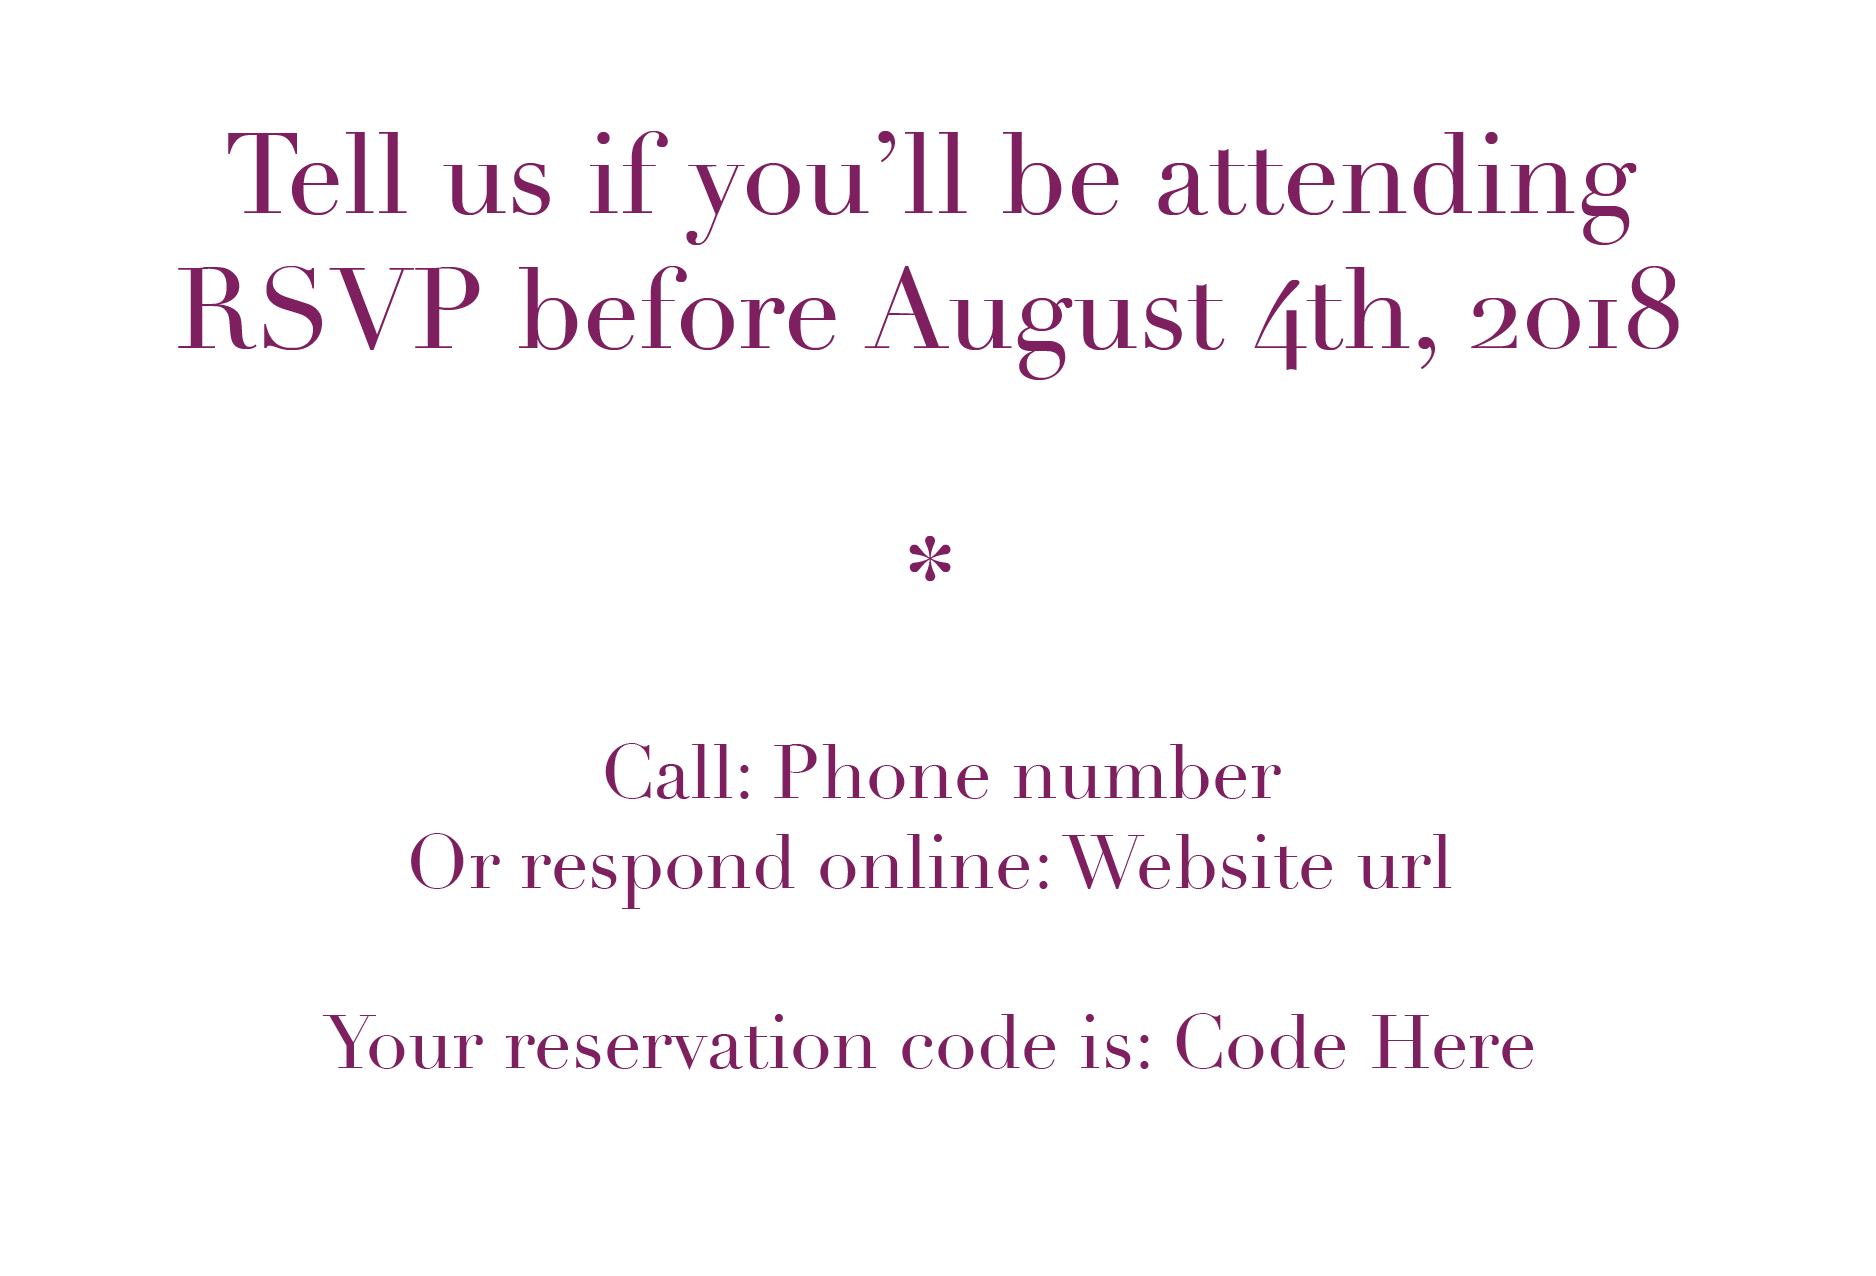 Tell us if you’ll be attending
RSVP before August 4th, 2018
*
Call: Phone number
Or respond online: Website url
Your reservation code is: Code Here